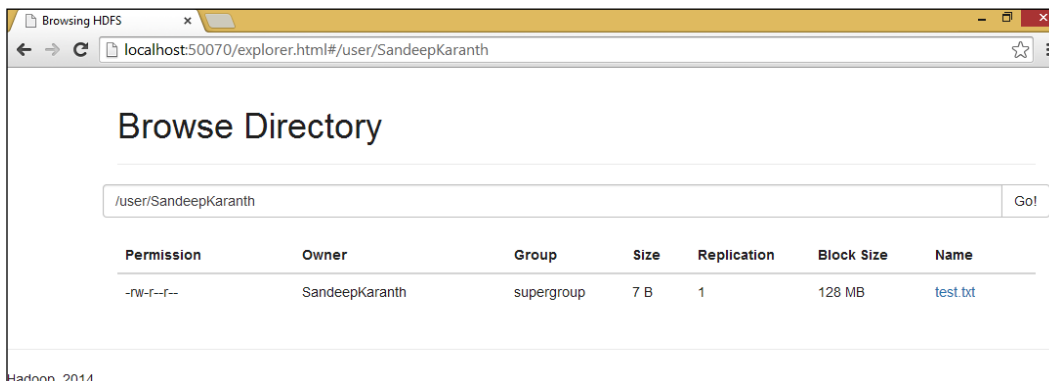 Browsing HDFS
localhost:50070/explorer.html#/user/SandeepKaranth
Browse Directory
/user/SandeepKaranth Go!
Permission Owner Group Size Replication Block Size Name
-rw-r--r-- SandeepKaranth supergroup 7 B 1 128 MB test.txt
Hadoop, 2014.